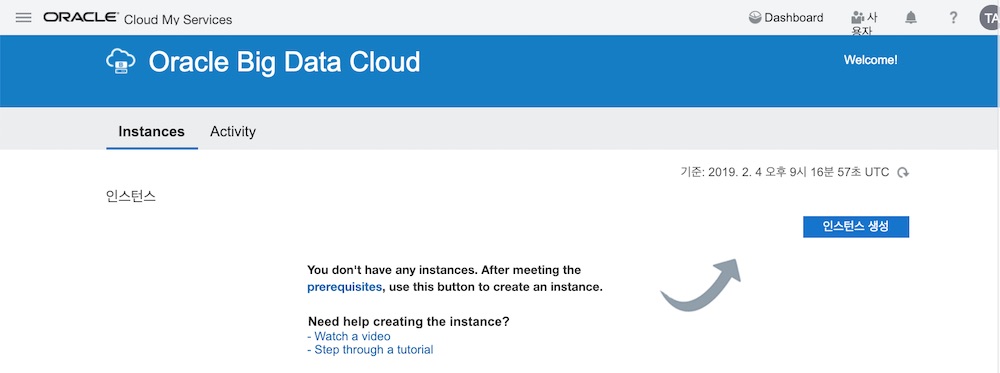 ORACLE® Cloud My Services
Dashboard
사
용자
?
TA
Oracle Big Data Cloud
Welcome!
Instances Activity
기준: 2019. 2. 4 오후 9시 16분 57초 UTC
인스턴스
인스턴스 생성
You don't have any instances. After meeting the
prerequisites, use this button to create an instance.
Need help creating the instance?
- Watch a video
- Step through a tutorial